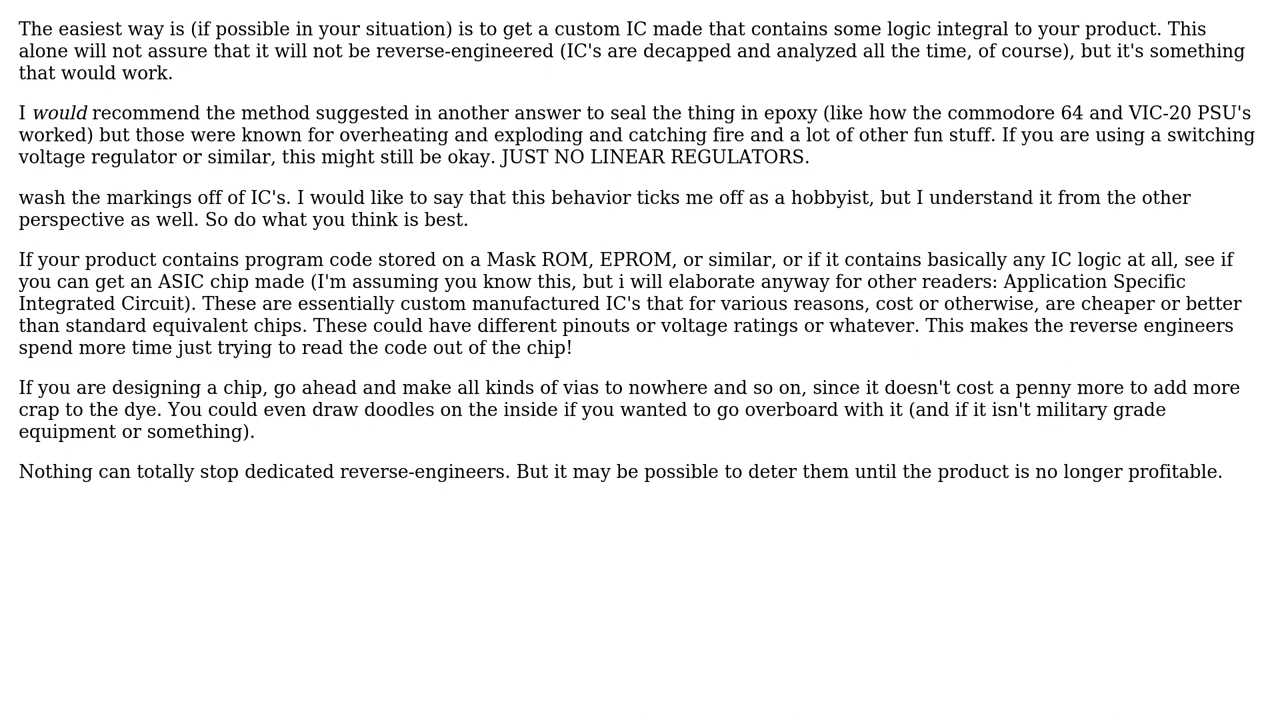 The easiest way is (if possible in your situation) is to get a custom IC made that contains some logic integral to your product. This
alone will not assure that it will not be reverse-engineered (IC's are decapped and analyzed all the time, of course), but it's something
that would work.
I would recommend the method suggested in another answer to seal the thing in epoxy (like how the commodore 64 and VIC-20 PSU's
worked) but those were known for overheating and exploding and catching fire and a lot of other fun stuff. If you are using a switching
voltage regulator or similar, this might still be okay. JUST NO LINEAR REGULATORS.
wash the markings off of IC's. I would like to say that this behavior ticks me off as a hobbyist, but I understand it from the other
perspective as well. So do what you think is best.
If your product contains program code stored on a Mask ROM, EPROM, or similar, or if it contains basically any IC logic at all, see if
you can get an ASIC chip made (I'm assuming you know this, but i will elaborate anyway for other readers: Application Specific
Integrated Circuit). These are essentially custom manufactured IC's that for various reasons, cost or otherwise, are cheaper or better
than standard equivalent chips. These could have different pinouts or voltage ratings or whatever. This makes the reverse engineers
spend more time just trying to read the code out of the chip!
If you are designing a chip, go ahead and make all kinds of vias to nowhere and so on, since it doesn't cost a penny more to add more
crap to the dye. You could even draw doodles on the inside if you wanted to go overboard with it (and if it isn't military grade
equipment or something).
Nothing can totally stop dedicated reverse-engineers. But it may be possible to deter them until the product is no longer profitable.